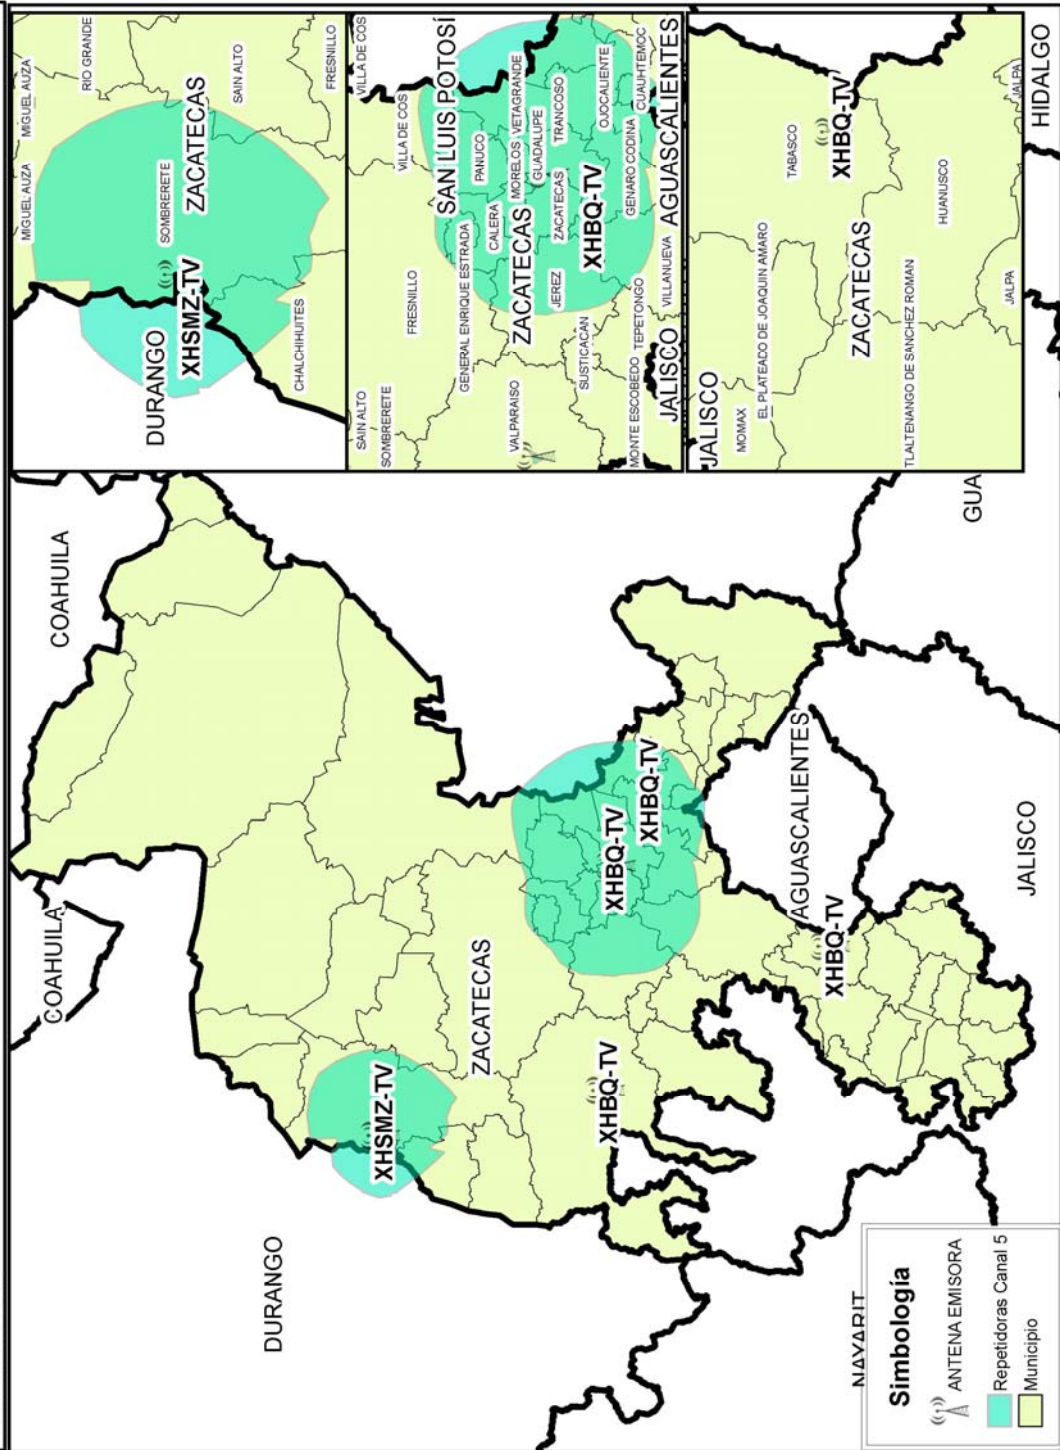 COAHUILA
COAHUILA
DURANGO
ZACATECAS
XHSMZ-TV
XHBQ-TV
XHBQ-TV
XHBQ-TV
XHBQ-TV
AGUASCALIENTES
JALISCO
GUA
NAYARIT
HIDALGO
Simbología
ANTENA EMISORA
Repetidoras Canal 5
Municipio
MIGUEL AUZA
MIGUEL AUZA
RIO GRANDE
SAIN ALTO
FRESNILLO
SOMBRERETE
ZACATECAS
XHSMZ-TV
DURANGO
CHALCHIHUITES
VILLA DE COS
VILLA DE COS
SAN LUIS POTOSÍ
SAIN ALTO
SOMBRERETE
FRESNILLO
GENERAL ENRIQUE ESTRADA
PANUCO
CALERA
MORELOS
VETAGRANDE
GUADALUPE
TRANCOSO
ZACATECAS
ZACATECAS
JEREZ
XHBQ-TV
OJOCALIENTE
GENARO CODINA
CUAUHTEMOC
VALPARAISO
SUSTICACAN
MONTE ESCOBEDO
TEPETONGO
VILLANUEVA
JALISCO
AGUASCALIENTES
JALISCO
MOMAX
EL PLATEADO DE JOAQUIN AMARO
TABASCO
XHBQ-TV
ZACATECAS
HUANUSCO
TLALTENANGO DE SANCHEZ ROMAN
JALPA
JALPA